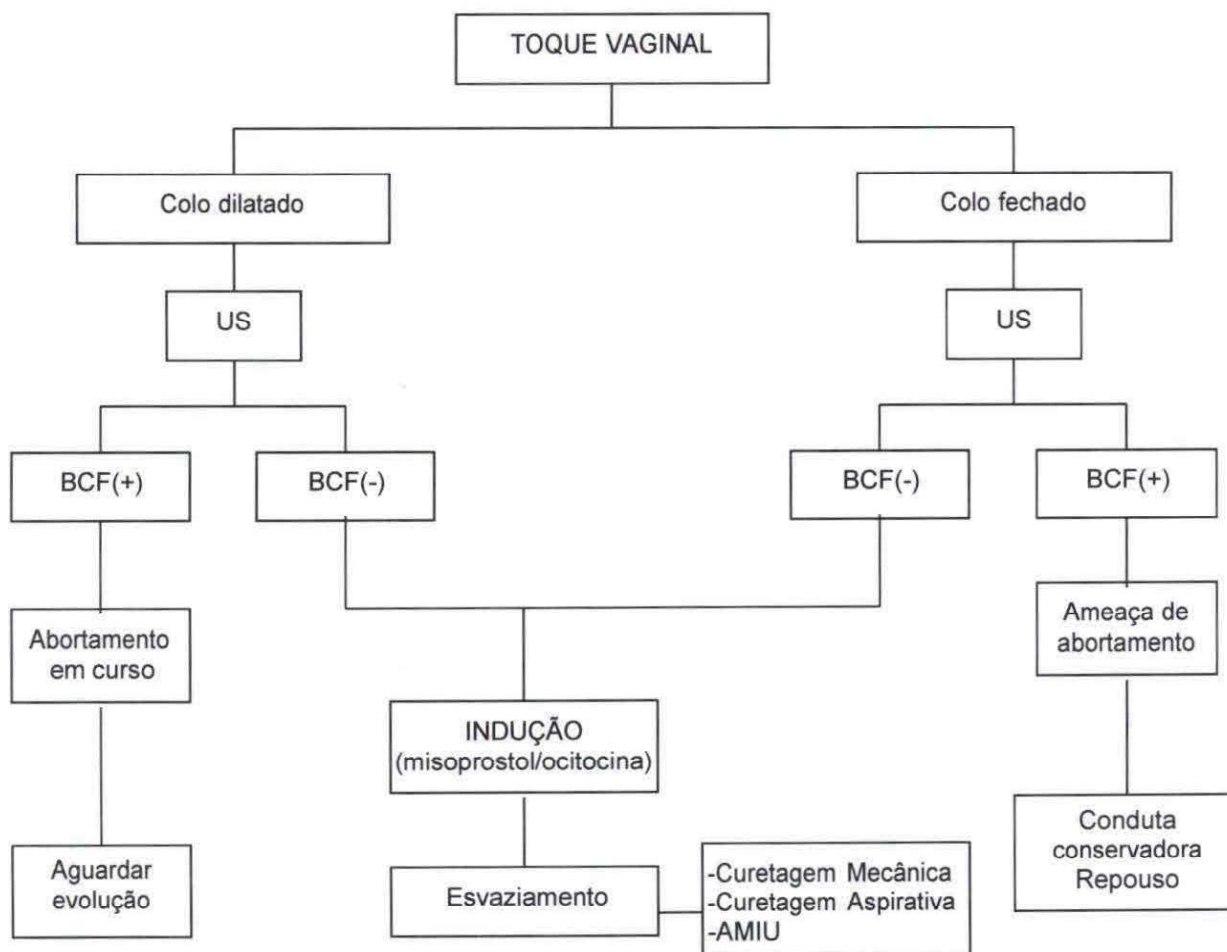 TOQUE VAGINAL
Colo dilatado
Colo fechado
US
US
BCF(+)
BCF(-)
BCF(-)
BCF(+)
Abortamento
em curso
Ameaça de
abortamento
INDUÇÃO
(misoprostol/ocitocina)
Aguardar
evolução
Esvaziamento
-Curetagem Mecânica
-Curetagem Aspirativa
-AMIU
Conduta
conservadora
Repouso